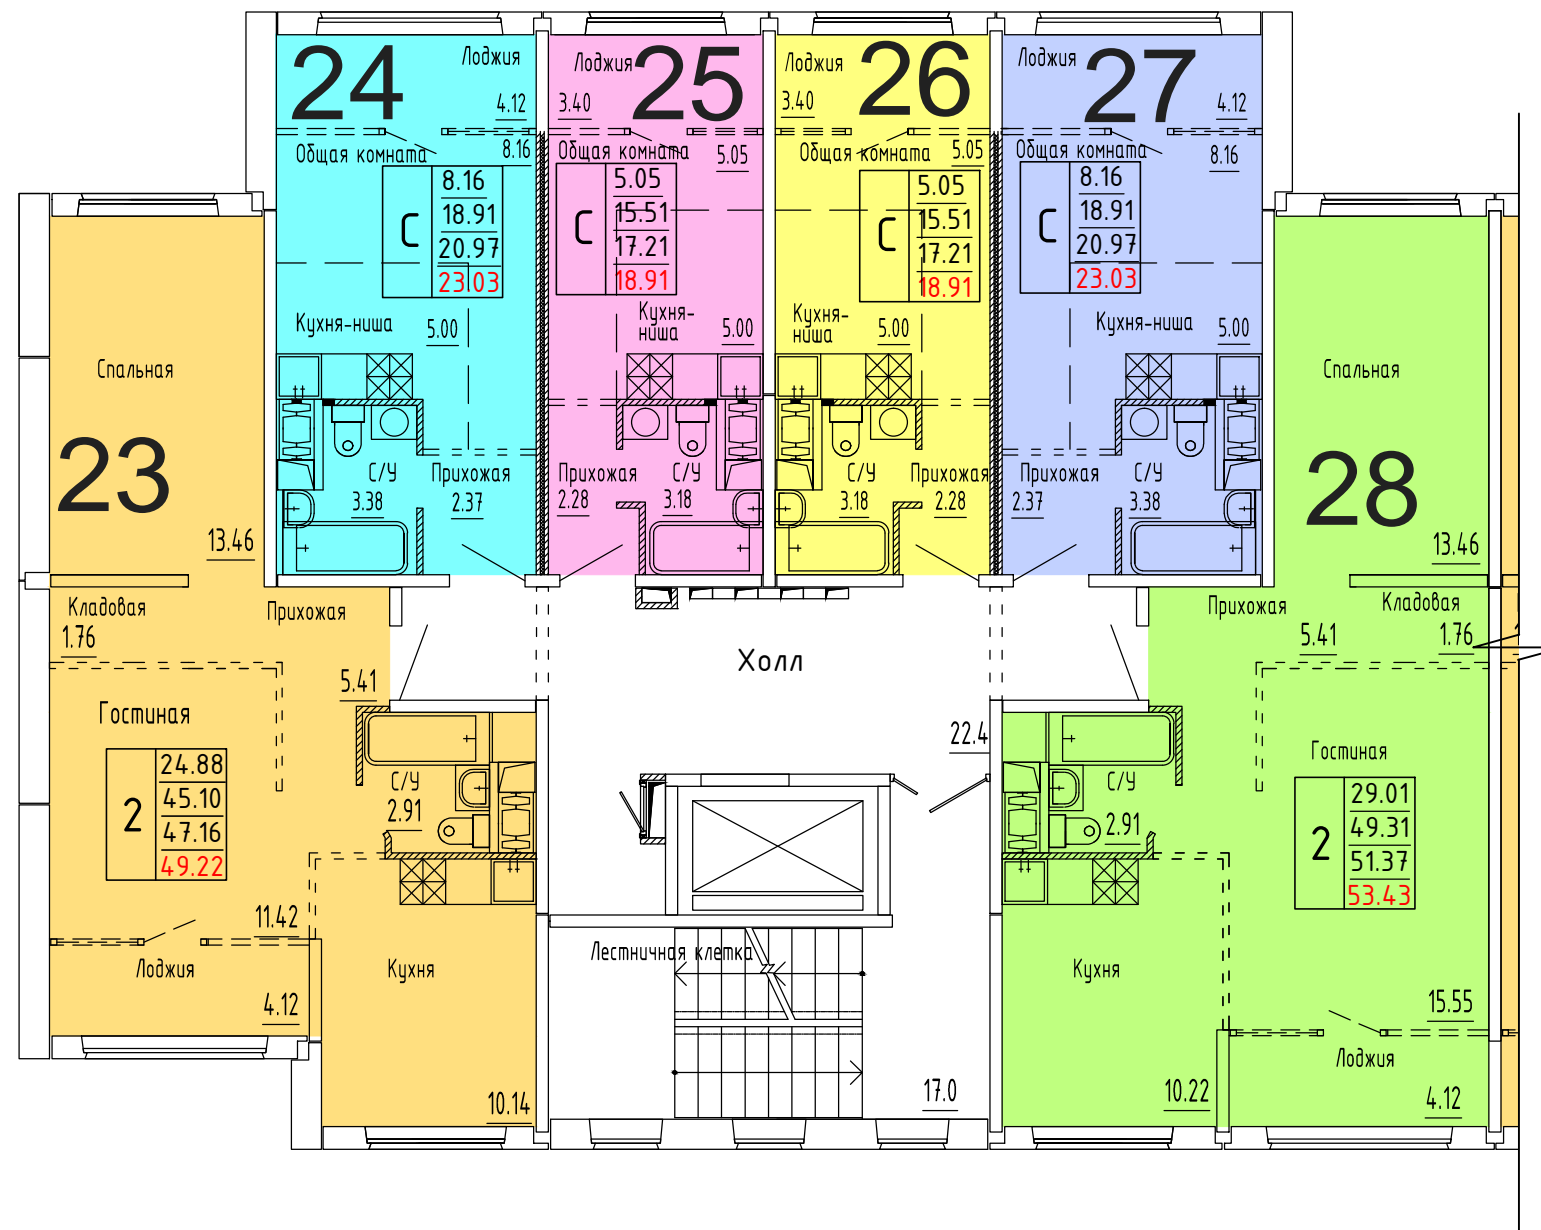 24
Лоджия
4.12
Общая комната
8.16
С
8.16
18.91
20.97
23.03
Кухня-ниша
5.00
С/У
3.38
Прихожая
2.37
Лоджия
3.40
25
Общая комната
5.05
С
5.05
15.51
17.21
18.91
Кухня-
ниша
5.00
Прихожая
2.28
С/У
3.18
Лоджия
3.40
26
Общая комната
5.05
С
5.05
15.51
17.21
18.91
Кухня-
ниша
5.00
С/У
3.18
Прихожая
2.28
Лоджия
27
4.12
Общая комната
8.16
С
8.16
18.91
20.97
23.03
Кухня-ниша
5.00
Прихожая
2.37
С/У
3.38
Спальная
23
13.46
Кладовая
1.76
Прихожая
5.41
Гостиная
2
24.88
45.10
47.16
49.22
11.42
С/У
2.91
Лоджия
4.12
Кухня
10.14
Холл
22.4
Лестничная клетка
17.0
Спальная
28
13.46
Прихожая
5.41
Кладовая
1.76
Гостиная
2
29.01
49.31
51.37
53.43
15.55
С/У
2.91
Кухня
10.22
Лоджия
4.12